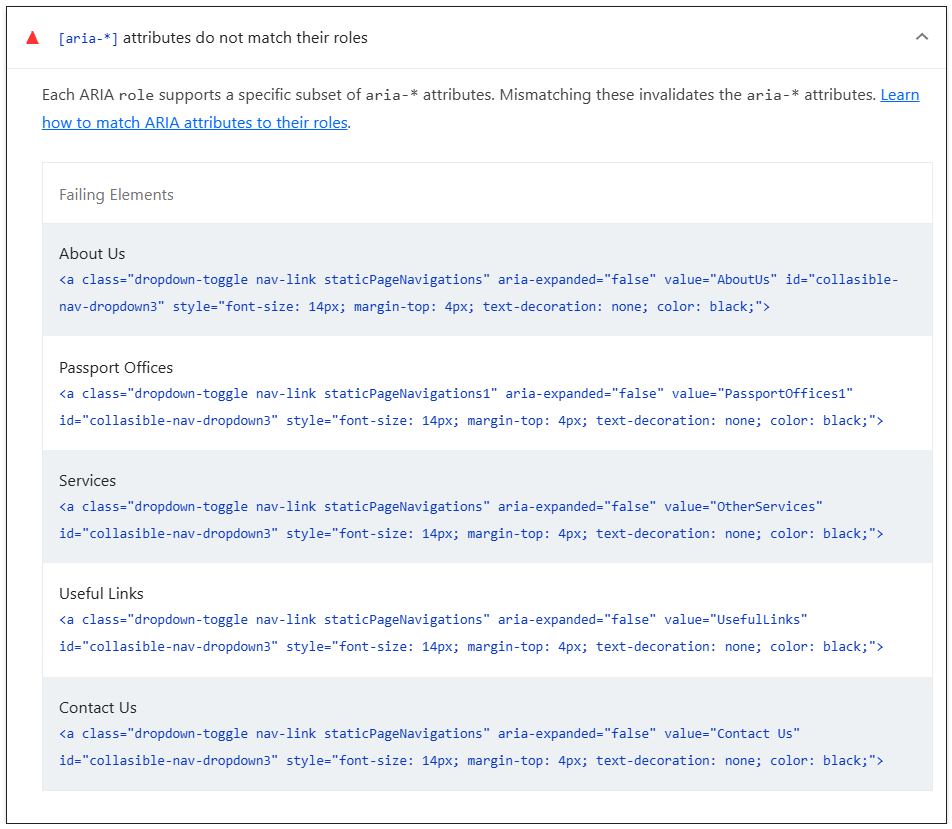 [aria-*] attributes do not match their roles
Each ARIA role supports a specific subset of aria-* attributes. Mismatching these invalidates the aria-* attributes. Learn
how to match ARIA attributes to their roles.
Failing Elements
About Us
<a class="dropdown-toggle nav-link staticPageNavigations" aria-expanded="false" value="AboutUs" id="collasible-
nav-dropdown3" style="font-size: 14px; margin-top: 4px; text-decoration: none; color: black;">
Passport Offices
<a class="dropdown-toggle nav-link staticPageNavigations1" aria-expanded="false" value="PassportOffices1"
id="collasible-nav-dropdown3" style="font-size: 14px; margin-top: 4px; text-decoration: none; color: black;">
Services
<a class="dropdown-toggle nav-link staticPageNavigations" aria-expanded="false" value="OtherServices"
id="collasible-nav-dropdown3" style="font-size: 14px; margin-top: 4px; text-decoration: none; color: black;">
Useful Links
<a class="dropdown-toggle nav-link staticPageNavigations" aria-expanded="false" value="UsefulLinks"
id="collasible-nav-dropdown3" style="font-size: 14px; margin-top: 4px; text-decoration: none; color: black;">
Contact Us
<a class="dropdown-toggle nav-link staticPageNavigations" aria-expanded="false" value="Contact Us"
id="collasible-nav-dropdown3" style="font-size: 14px; margin-top: 4px; text-decoration: none; color: black;">